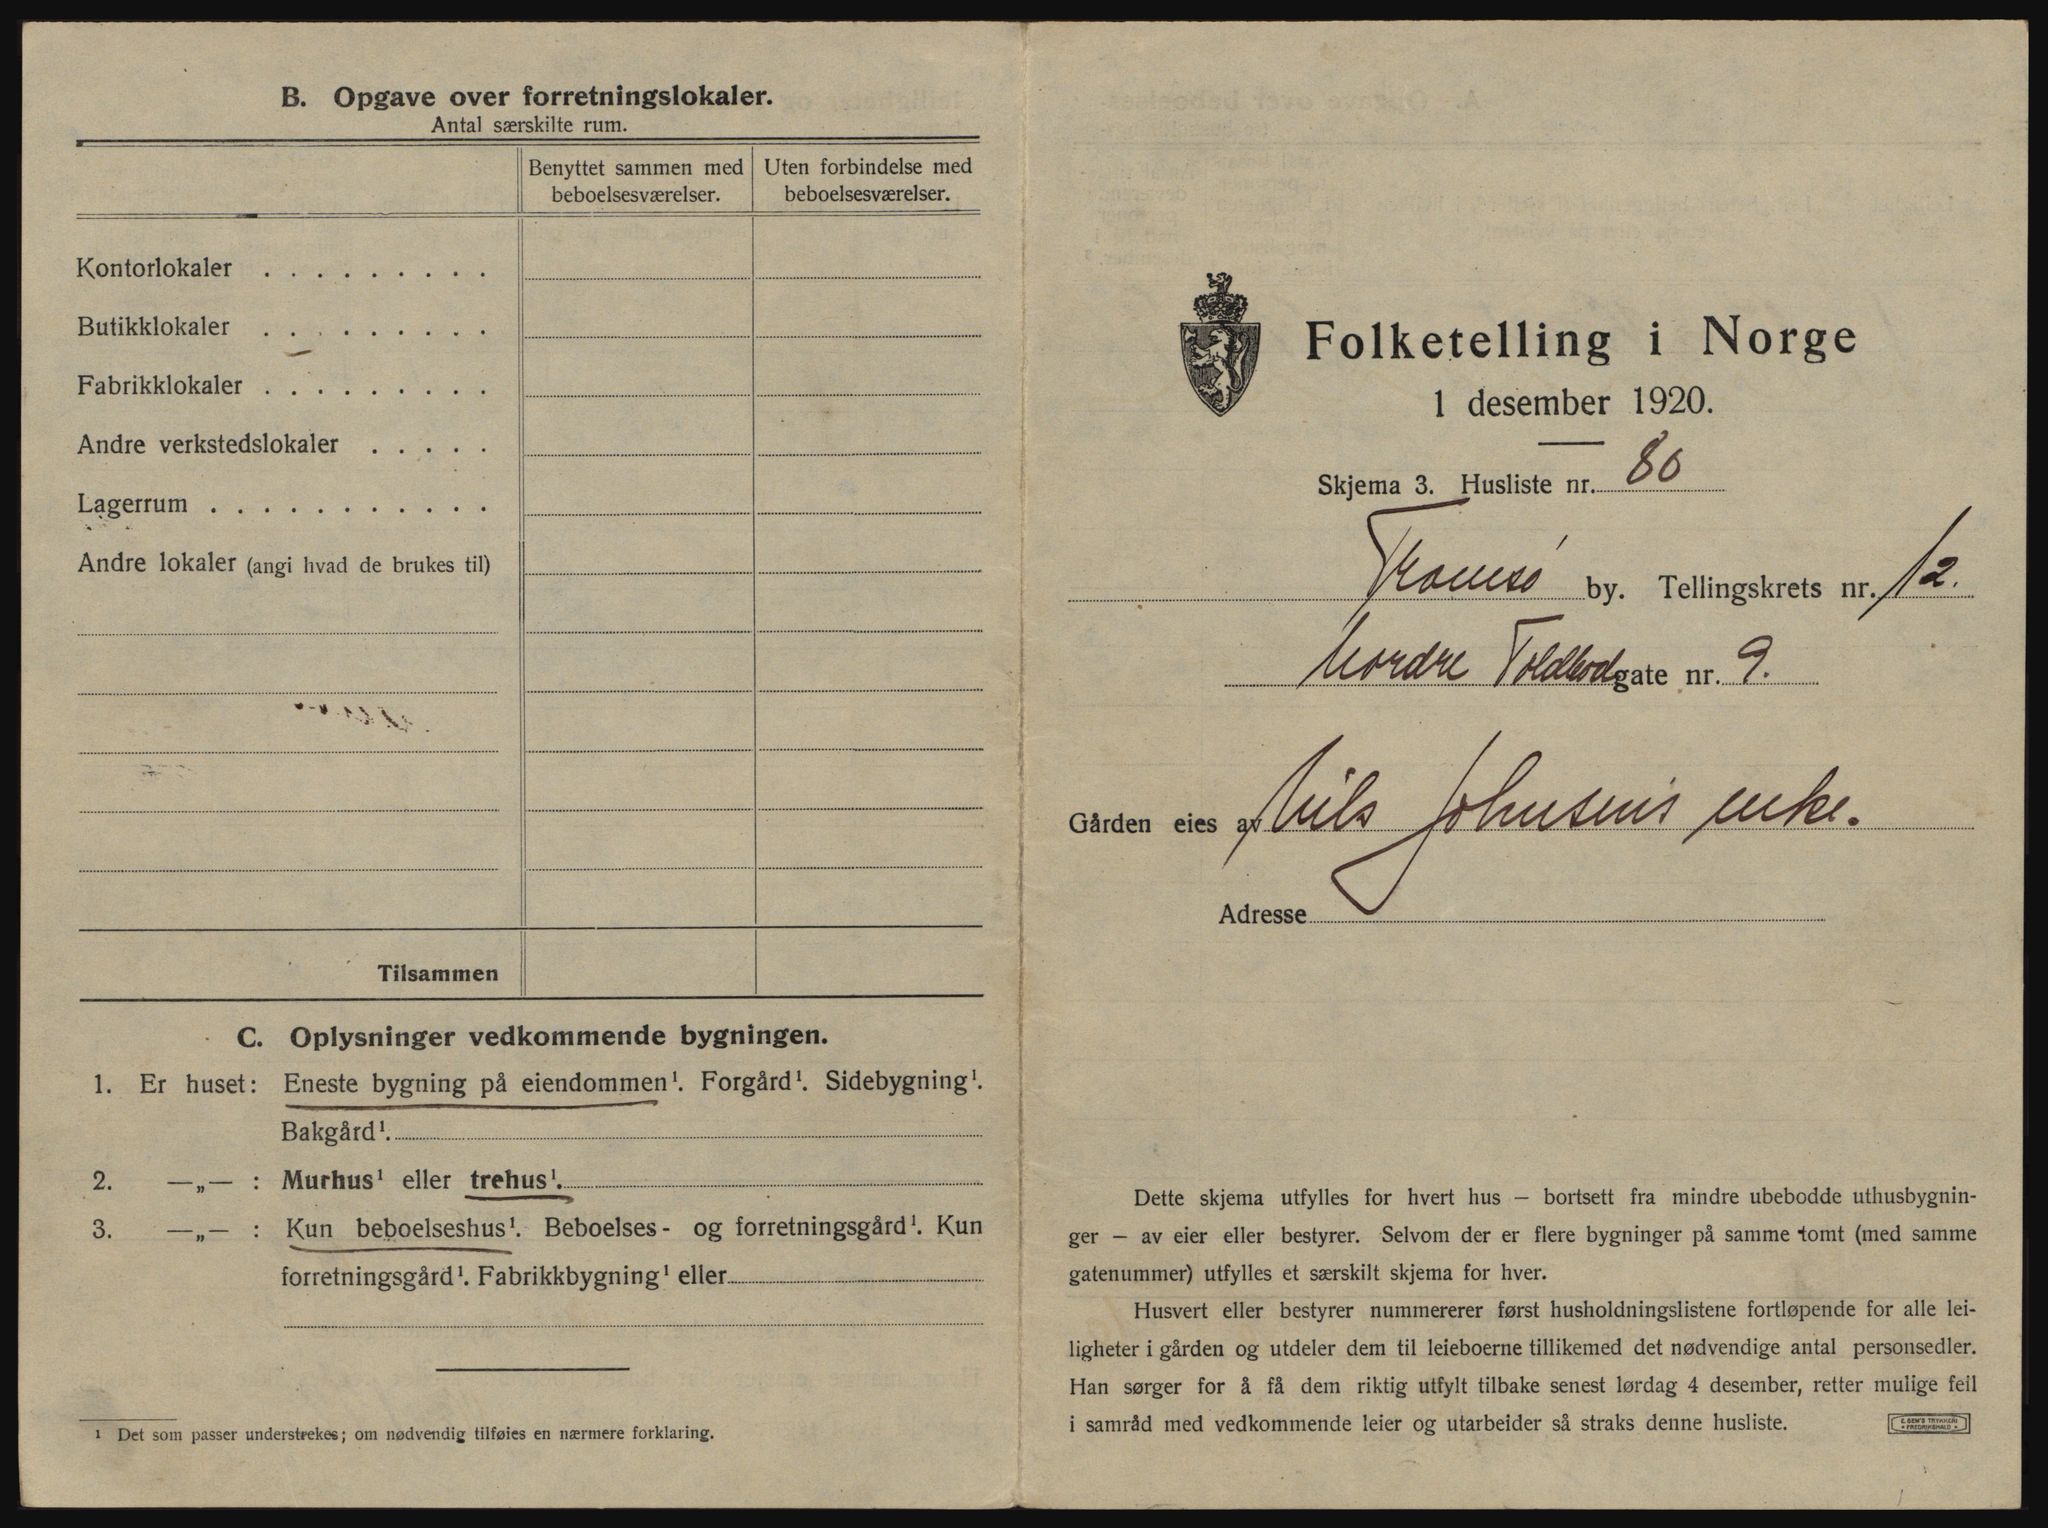 B. Opgave over forretningslokaler.
Antal særskilte rum.
Benyttet sammen med beboelsesværelser.
Uten forbindelse med beboelsesværelser.
Kontorlokaler . . . . . . . . .
Butikklokaler . . . . . . . . .
Fabrikklokaler . . . . . . . . .
Andre verkstedslokaler . . . . .
Lagerrum . . . . . . . . . . . .
Andre lokaler (angi hvad de brukes til)
Tilsammen
C. Oplysninger vedkommende bygningen.
1. Er huset: Eneste bygning på eiendommen¹. Forgård¹. Sidebygning¹.
Bakgård¹.
2. —„— : Murhus¹ eller trehus¹.
3. —„— : Kun beboelseshus¹. Beboelses- og forretningsgård¹. Kun
forretningsgård¹. Fabrikkbygning¹ eller
¹ Det som passer understrekes; om nødvendig tilføies en nærmere forklaring.
Folketelling i Norge
1 desember 1920.
Skjema 3. Husliste nr. 80
Tromsø by. Tellingskrets nr. 12.
Nordre Toldbodgate nr. 9.
Gården eies av Nils Johnsens enke.
Adresse
Dette skjema utfylles for hvert hus – bortsett fra mindre ubebodde uthusbygnin-
ger – av eier eller bestyrer. Selvom der er flere bygninger på samme tomt (med samme
gatenummer) utfylles et særskilt skjema for hver.
Husvert eller bestyrer nummererer først husholdningslistene fortløpende for alle lei-
ligheter i gården og utdeler dem til leieboerne tillikemed det nødvendige antal personsedler.
Han sørger for å få dem riktig utfylt tilbake senest lørdag 4 desember, retter mulige feil
i samråd med vedkommende leier og utarbeider så straks denne husliste.
E. SEM'S TRYKKERI
FREDRIKSHALD